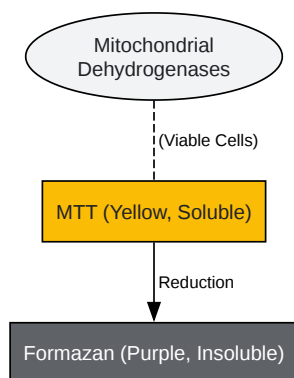 Mitochondrial
Dehydrogenases
(Viable Cells)
MTT (Yellow, Soluble)
Reduction
Formazan (Purple, Insoluble)